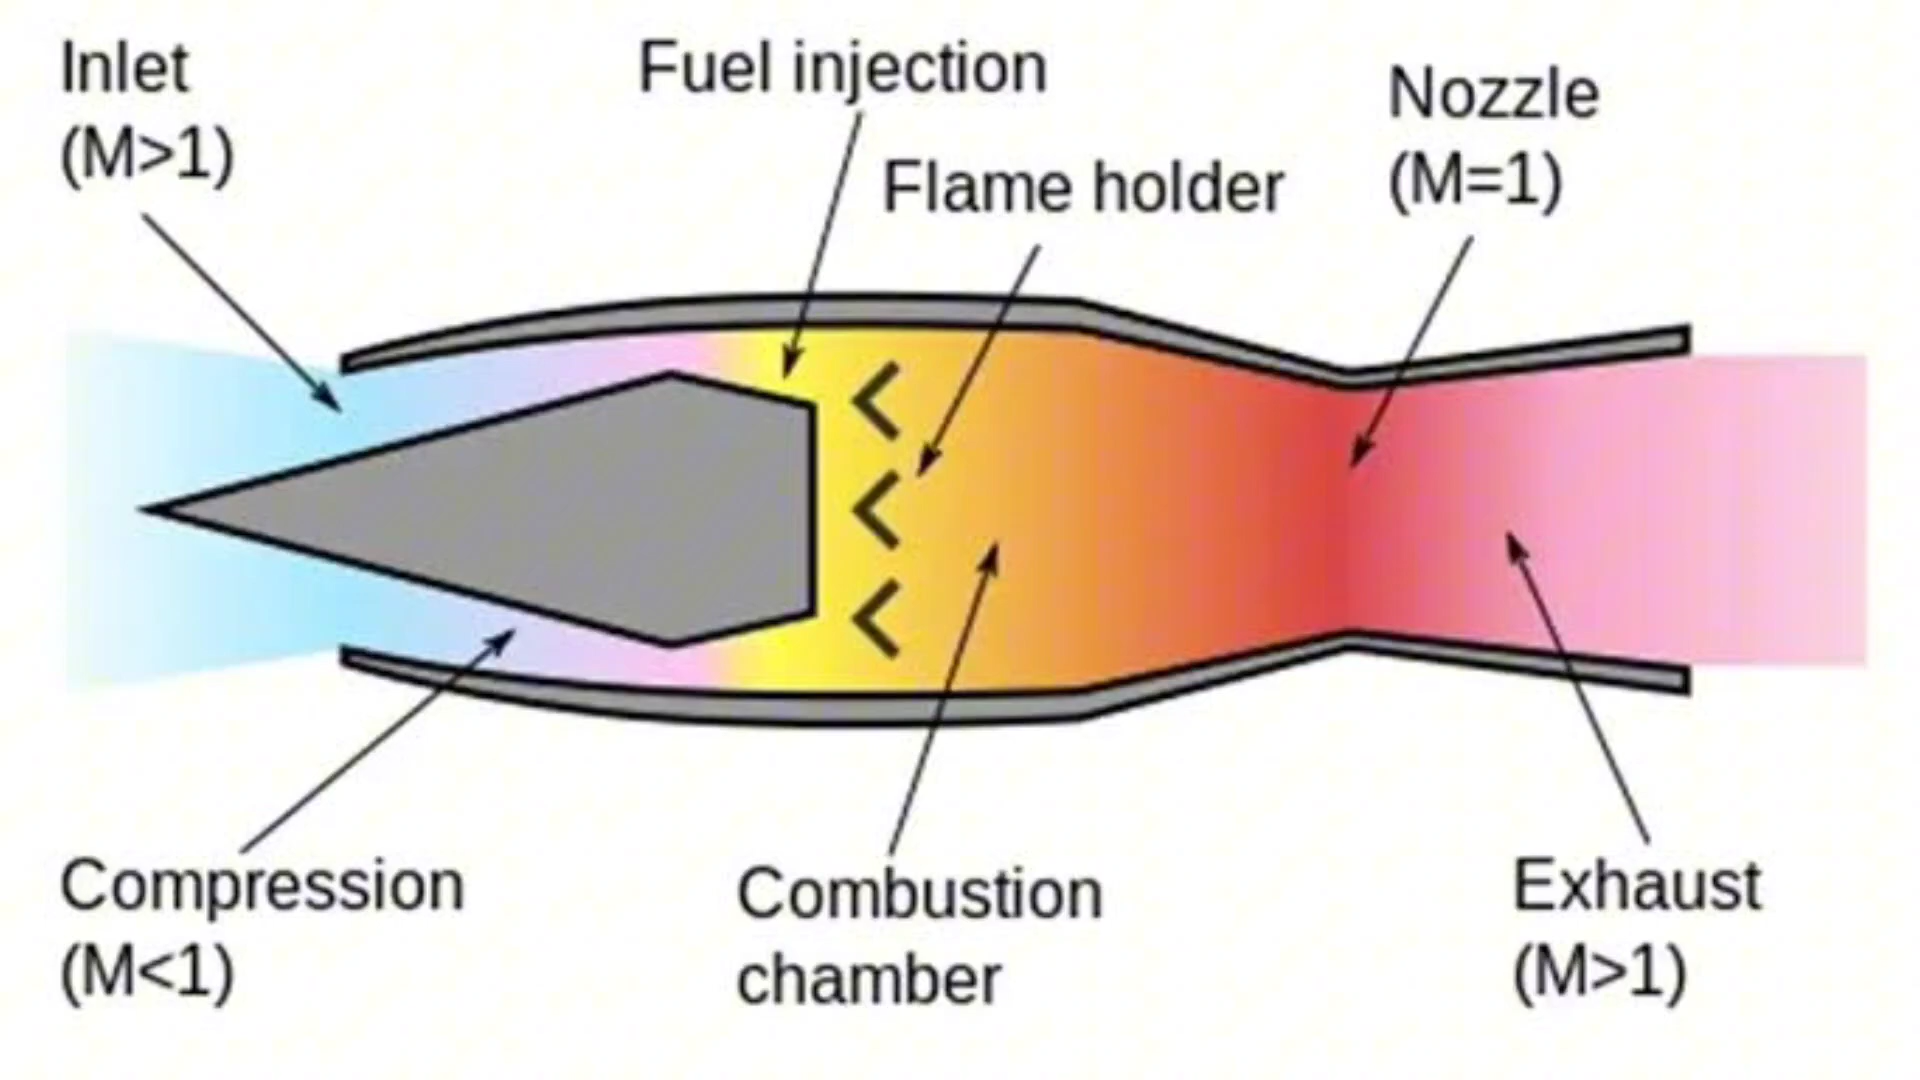 Inlet
(M>1)
Fuel injection
Flame holder
Nozzle
(M=1)
Compression
(M<1)
Combustion
chamber
Exhaust
(M>1)